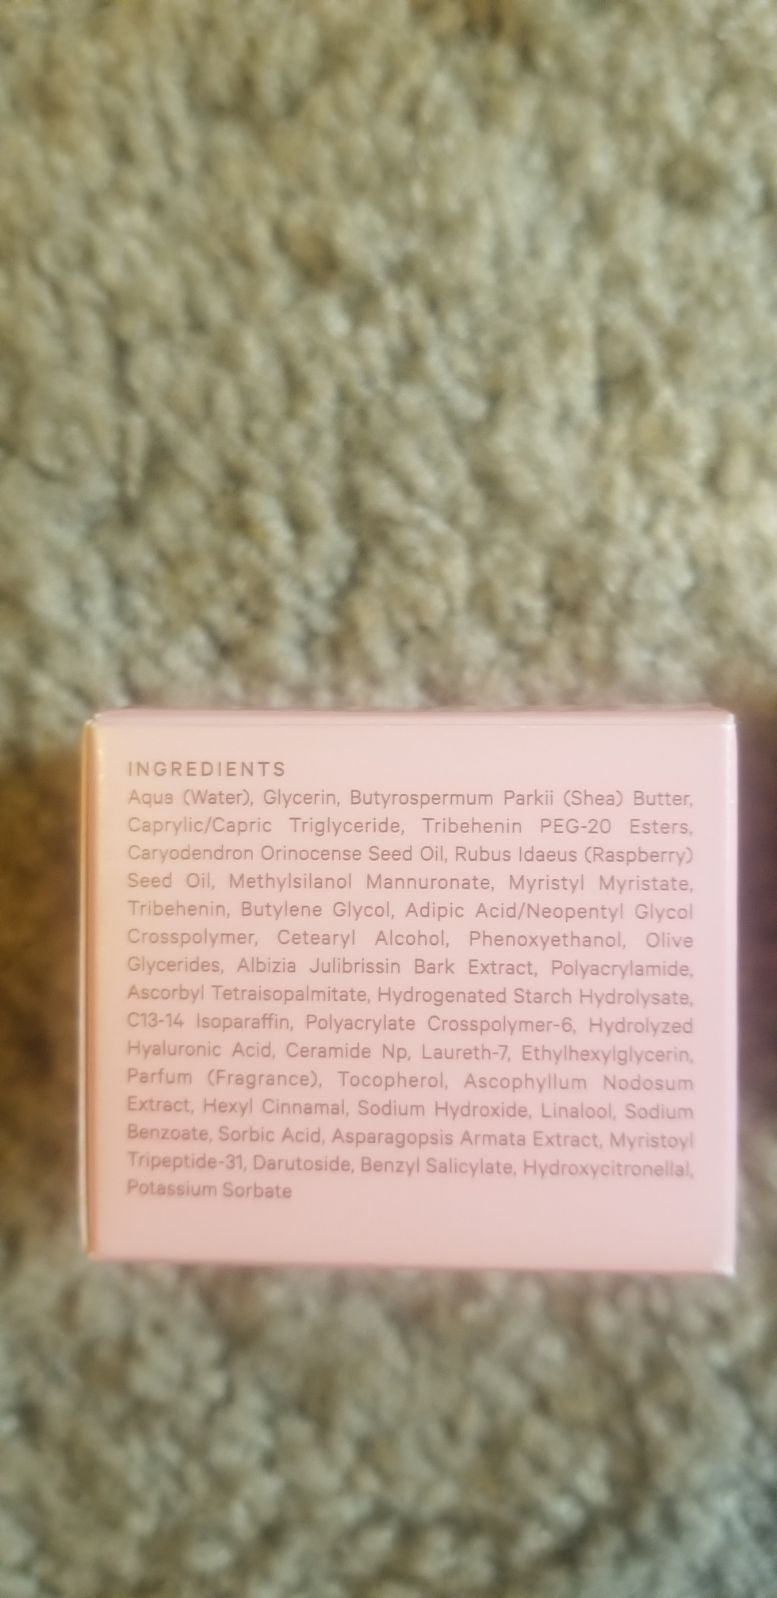 INGREDIENTS
Aqua (Water), Glycerin, Butyrospermum Parkii (Shea) Butter,
Caprylic/Capric Triglyceride, Tribehenin PEG-20 Esters,
Caryodendron Orinocense Seed Oil, Rubus Idaeus (Raspberry)
Seed Oil, Methylsilanol Mannuronate, Myristyl Myristate,
Tribehenin, Butylene Glycol, Adipic Acid/Neopentyl Glycol
Crosspolymer, Cetearyl Alcohol, Phenoxyethanol, Olive
Glycerides, Albizia Julibrissin Bark Extract, Polyacrylamide,
Ascorbyl Tetraisopalmitate, Hydrogenated Starch Hydrolysate,
C13-14 Isoparaffin, Polyacrylate Crosspolymer-6, Hydrolyzed
Hyaluronic Acid, Ceramide Np, Laureth-7, Ethylhexylglycerin,
Parfum (Fragrance), Tocopherol, Ascophyllum Nodosum
Extract, Hexyl Cinnamal, Sodium Hydroxide, Linalool, Sodium
Benzoate, Sorbic Acid, Asparagopsis Armata Extract, Myristoyl
Tripeptide-31, Darutoside, Benzyl Salicylate, Hydroxycitronellal,
Potassium Sorbate